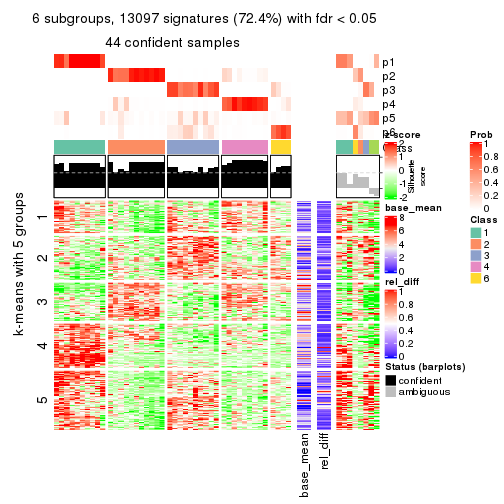 6 subgroups, 13097 signatures (72.4%) with fdr < 0.05
44 confident samples
p1
p2
p3
p4
p5
p6
Class
Silhouette
score
k-means with 5 groups
1
2
3
4
5
base_mean
rel_diff
z-score
2
1
0
-1
-2
base_mean
8
6
4
2
0
rel_diff
1
0.8
0.6
0.4
0.2
0
Status (barplots)
confident
ambiguous
Prob
1
0.8
0.6
0.4
0.2
0
Class
1
2
3
4
6